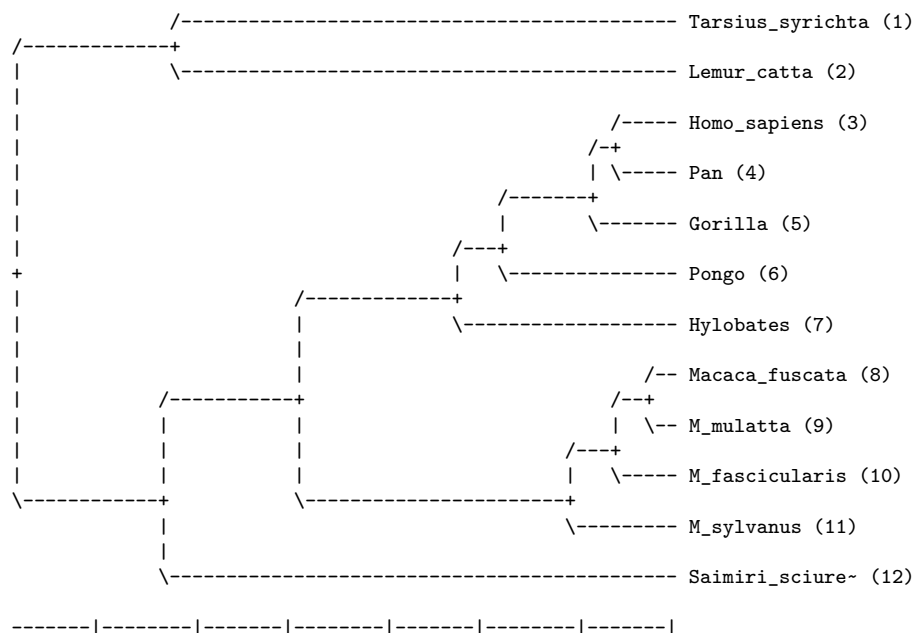 Tarsius_syrichta (1)
Lemur_catta (2)
Homo_sapiens (3)
Pan (4)
Gorilla (5)
Pongo (6)
Hylobates (7)
Macaca_fuscata (8)
M_mulatta (9)
M_fascicularis (10)
M_sylvanus (11)
Saimiri_sciure~ (12)